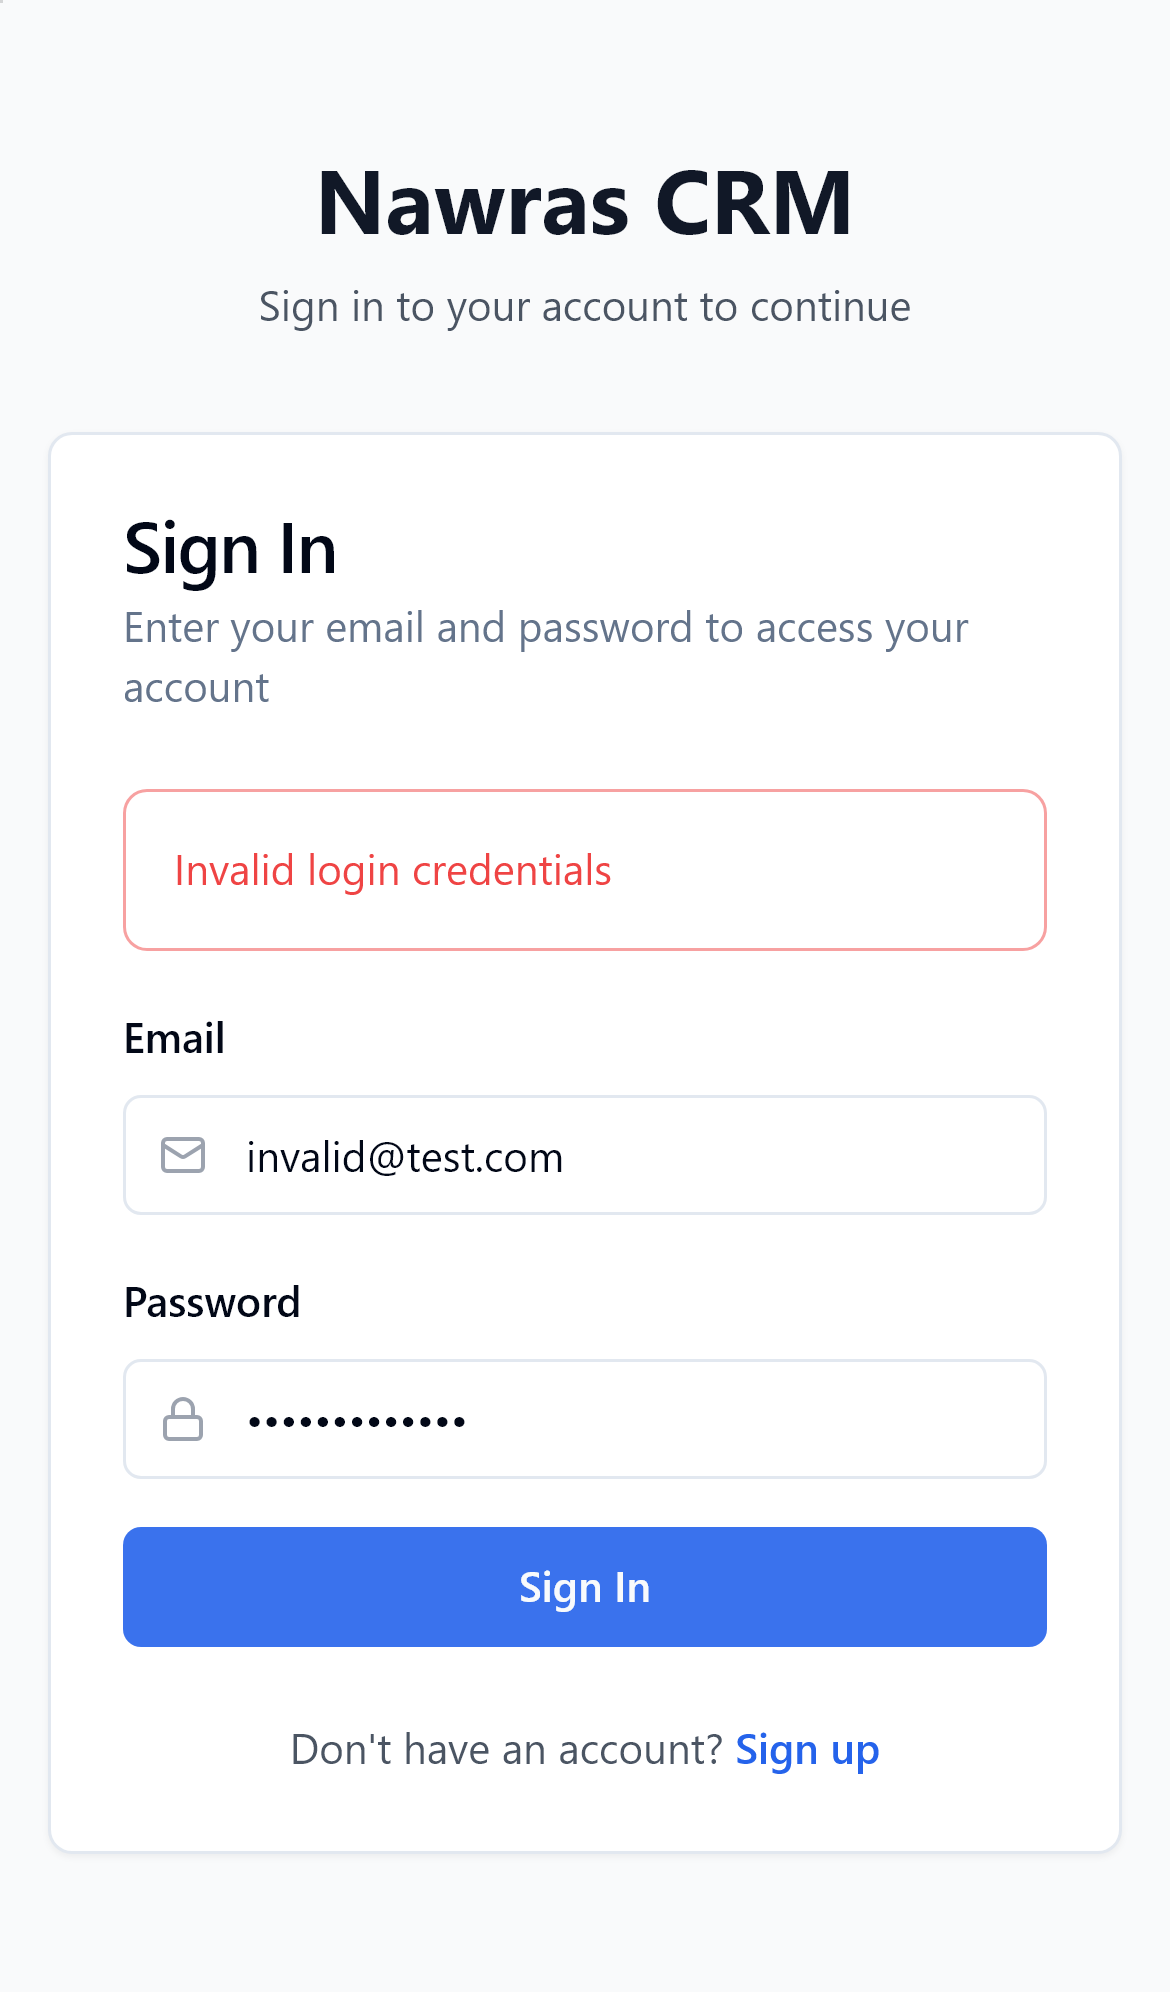 Nawras CRM
Sign in to your account to continue
Sign In
Enter your email and password to access your
account
Invalid login credentials
Email
invalid@test.com
Password
•••••••••••••
Sign In
Don't have an account? Sign up